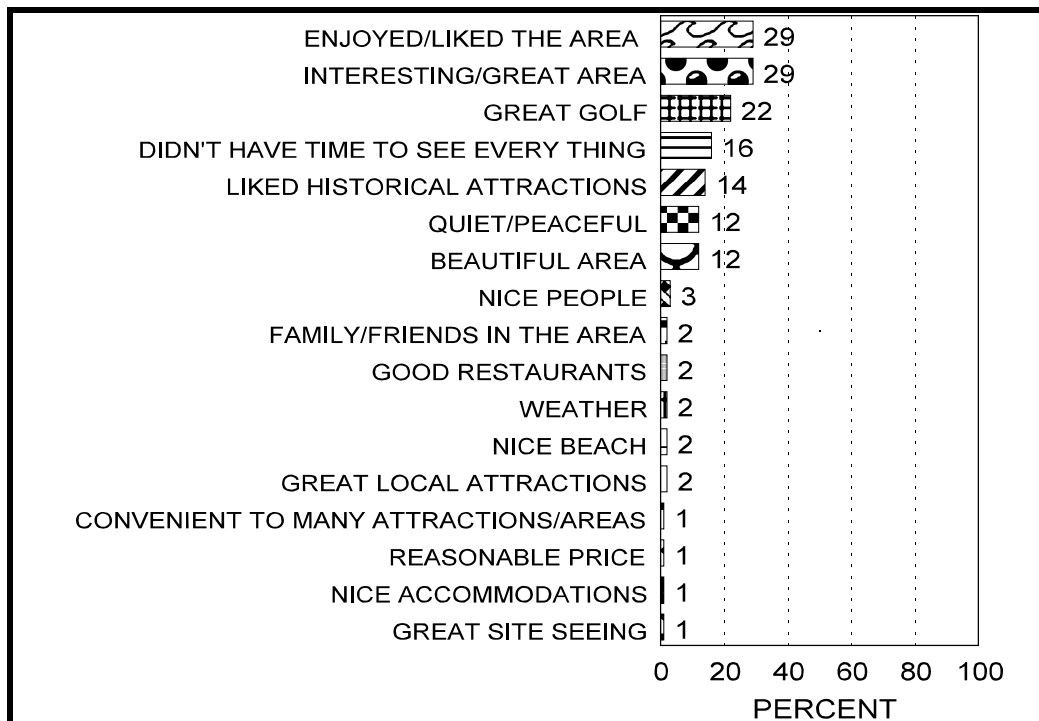 ENJOYED/LIKED THE AREA 29
INTERESTING/GREAT AREA 29
GREAT GOLF 22
DIDN'T HAVE TIME TO SEE EVERY THING 16
LIKED HISTORICAL ATTRACTIONS 14
QUIET/PEACEFUL 12
BEAUTIFUL AREA 12
NICE PEOPLE 3
FAMILY/FRIENDS IN THE AREA 2
GOOD RESTAURANTS 2
WEATHER 2
NICE BEACH 2
GREAT LOCAL ATTRACTIONS 2
CONVENIENT TO MANY ATTRACTIONS/AREAS 1
REASONABLE PRICE 1
NICE ACCOMMODATIONS 1
GREAT SITE SEEING 1
0 20 40 60 80 100
PERCENT